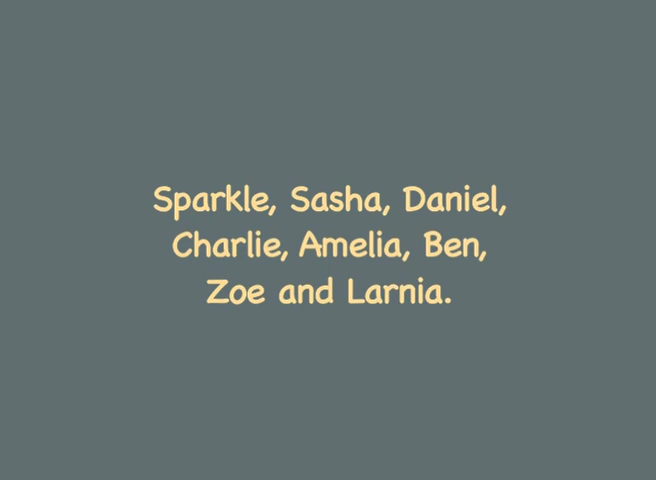 Sparkle, Sasha, Daniel,
Charlie, Amelia, Ben,
Zoe and Larnia.